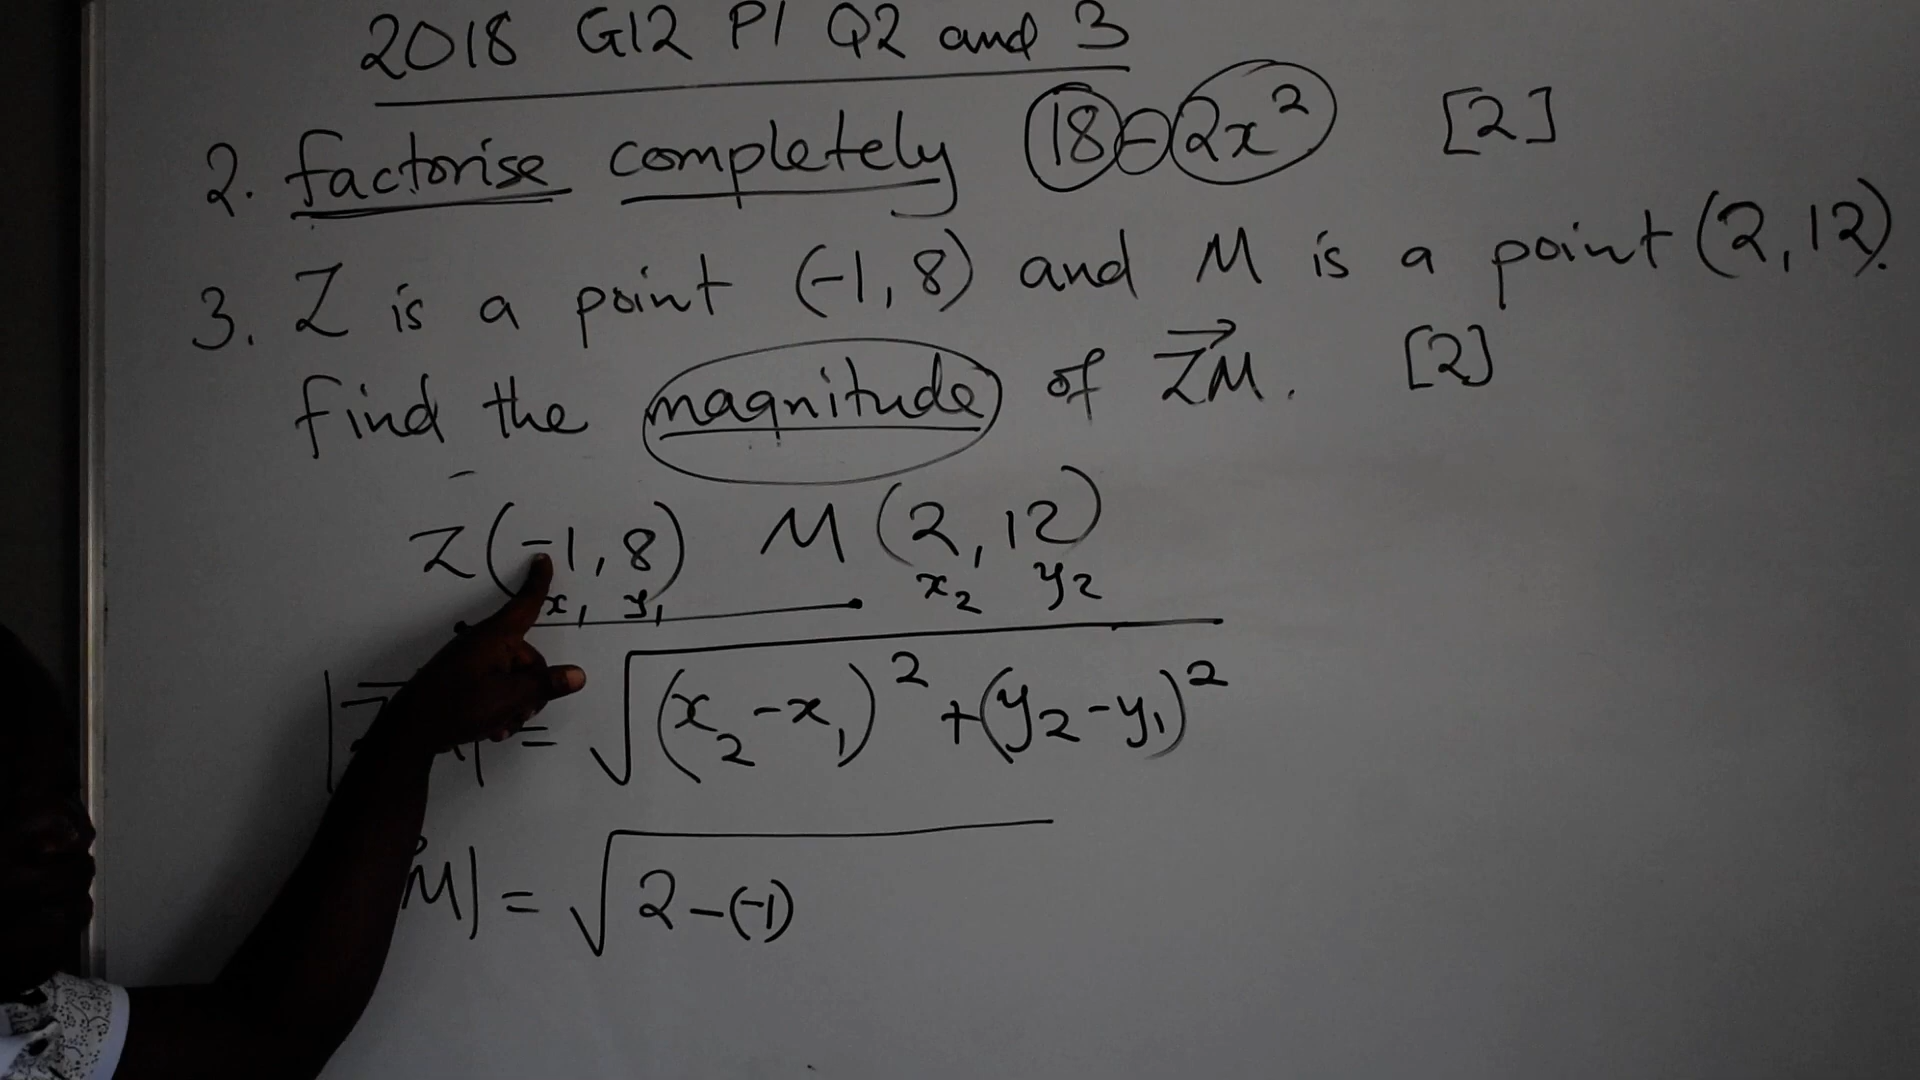 2018 G12 P1 Q2 and 3
2. factorise completely 18-2x² [2]
3. Z is a point (-1, 8) and M is a point (2, 12).
find the magnitude of ZM. [2]
Z(-1, 8) M(2, 12)
x₁ y₁ x₂ y₂
= √(x₂-x₁)²+(y₂-y₁)²
M| = √2-(-1)